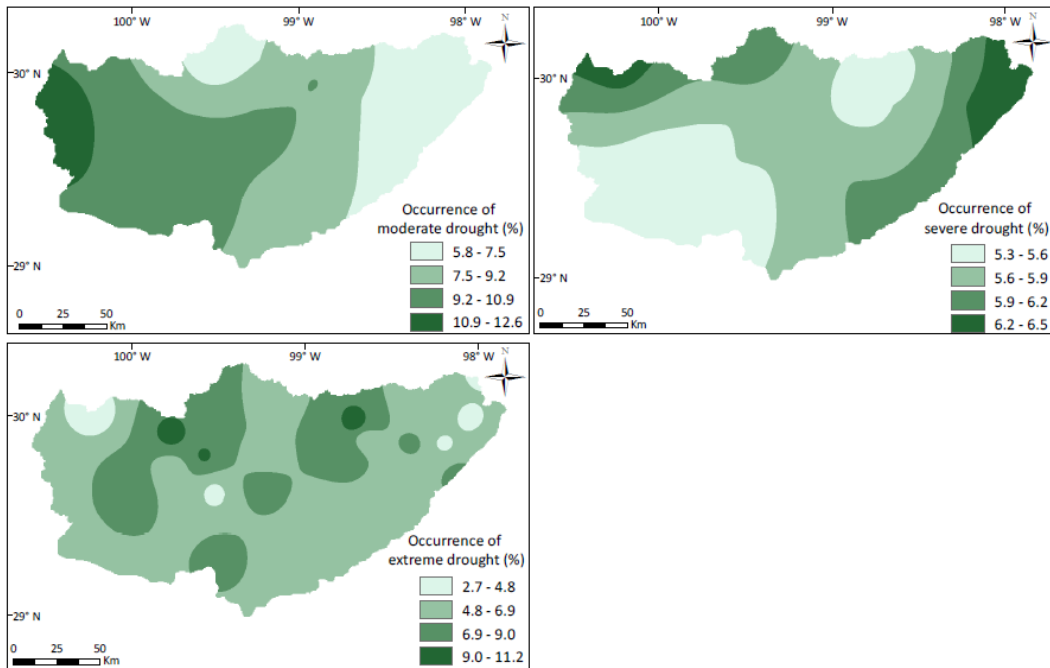 100° W 99° W 98° W
N
30° N
29° N
Occurrence of
moderate drought (%)
5.8 - 7.5
7.5 - 9.2
9.2 - 10.9
10.9 - 12.6
0 25 50
Km
100° W 99° W 98° W
N
30° N
29° N
Occurrence of
severe drought (%)
5.3 - 5.6
5.6 - 5.9
5.9 - 6.2
6.2 - 6.5
0 25 50
Km
100° W 99° W 98° W
N
30° N
29° N
Occurrence of
extreme drought (%)
2.7 - 4.8
4.8 - 6.9
6.9 - 9.0
9.0 - 11.2
0 25 50
Km